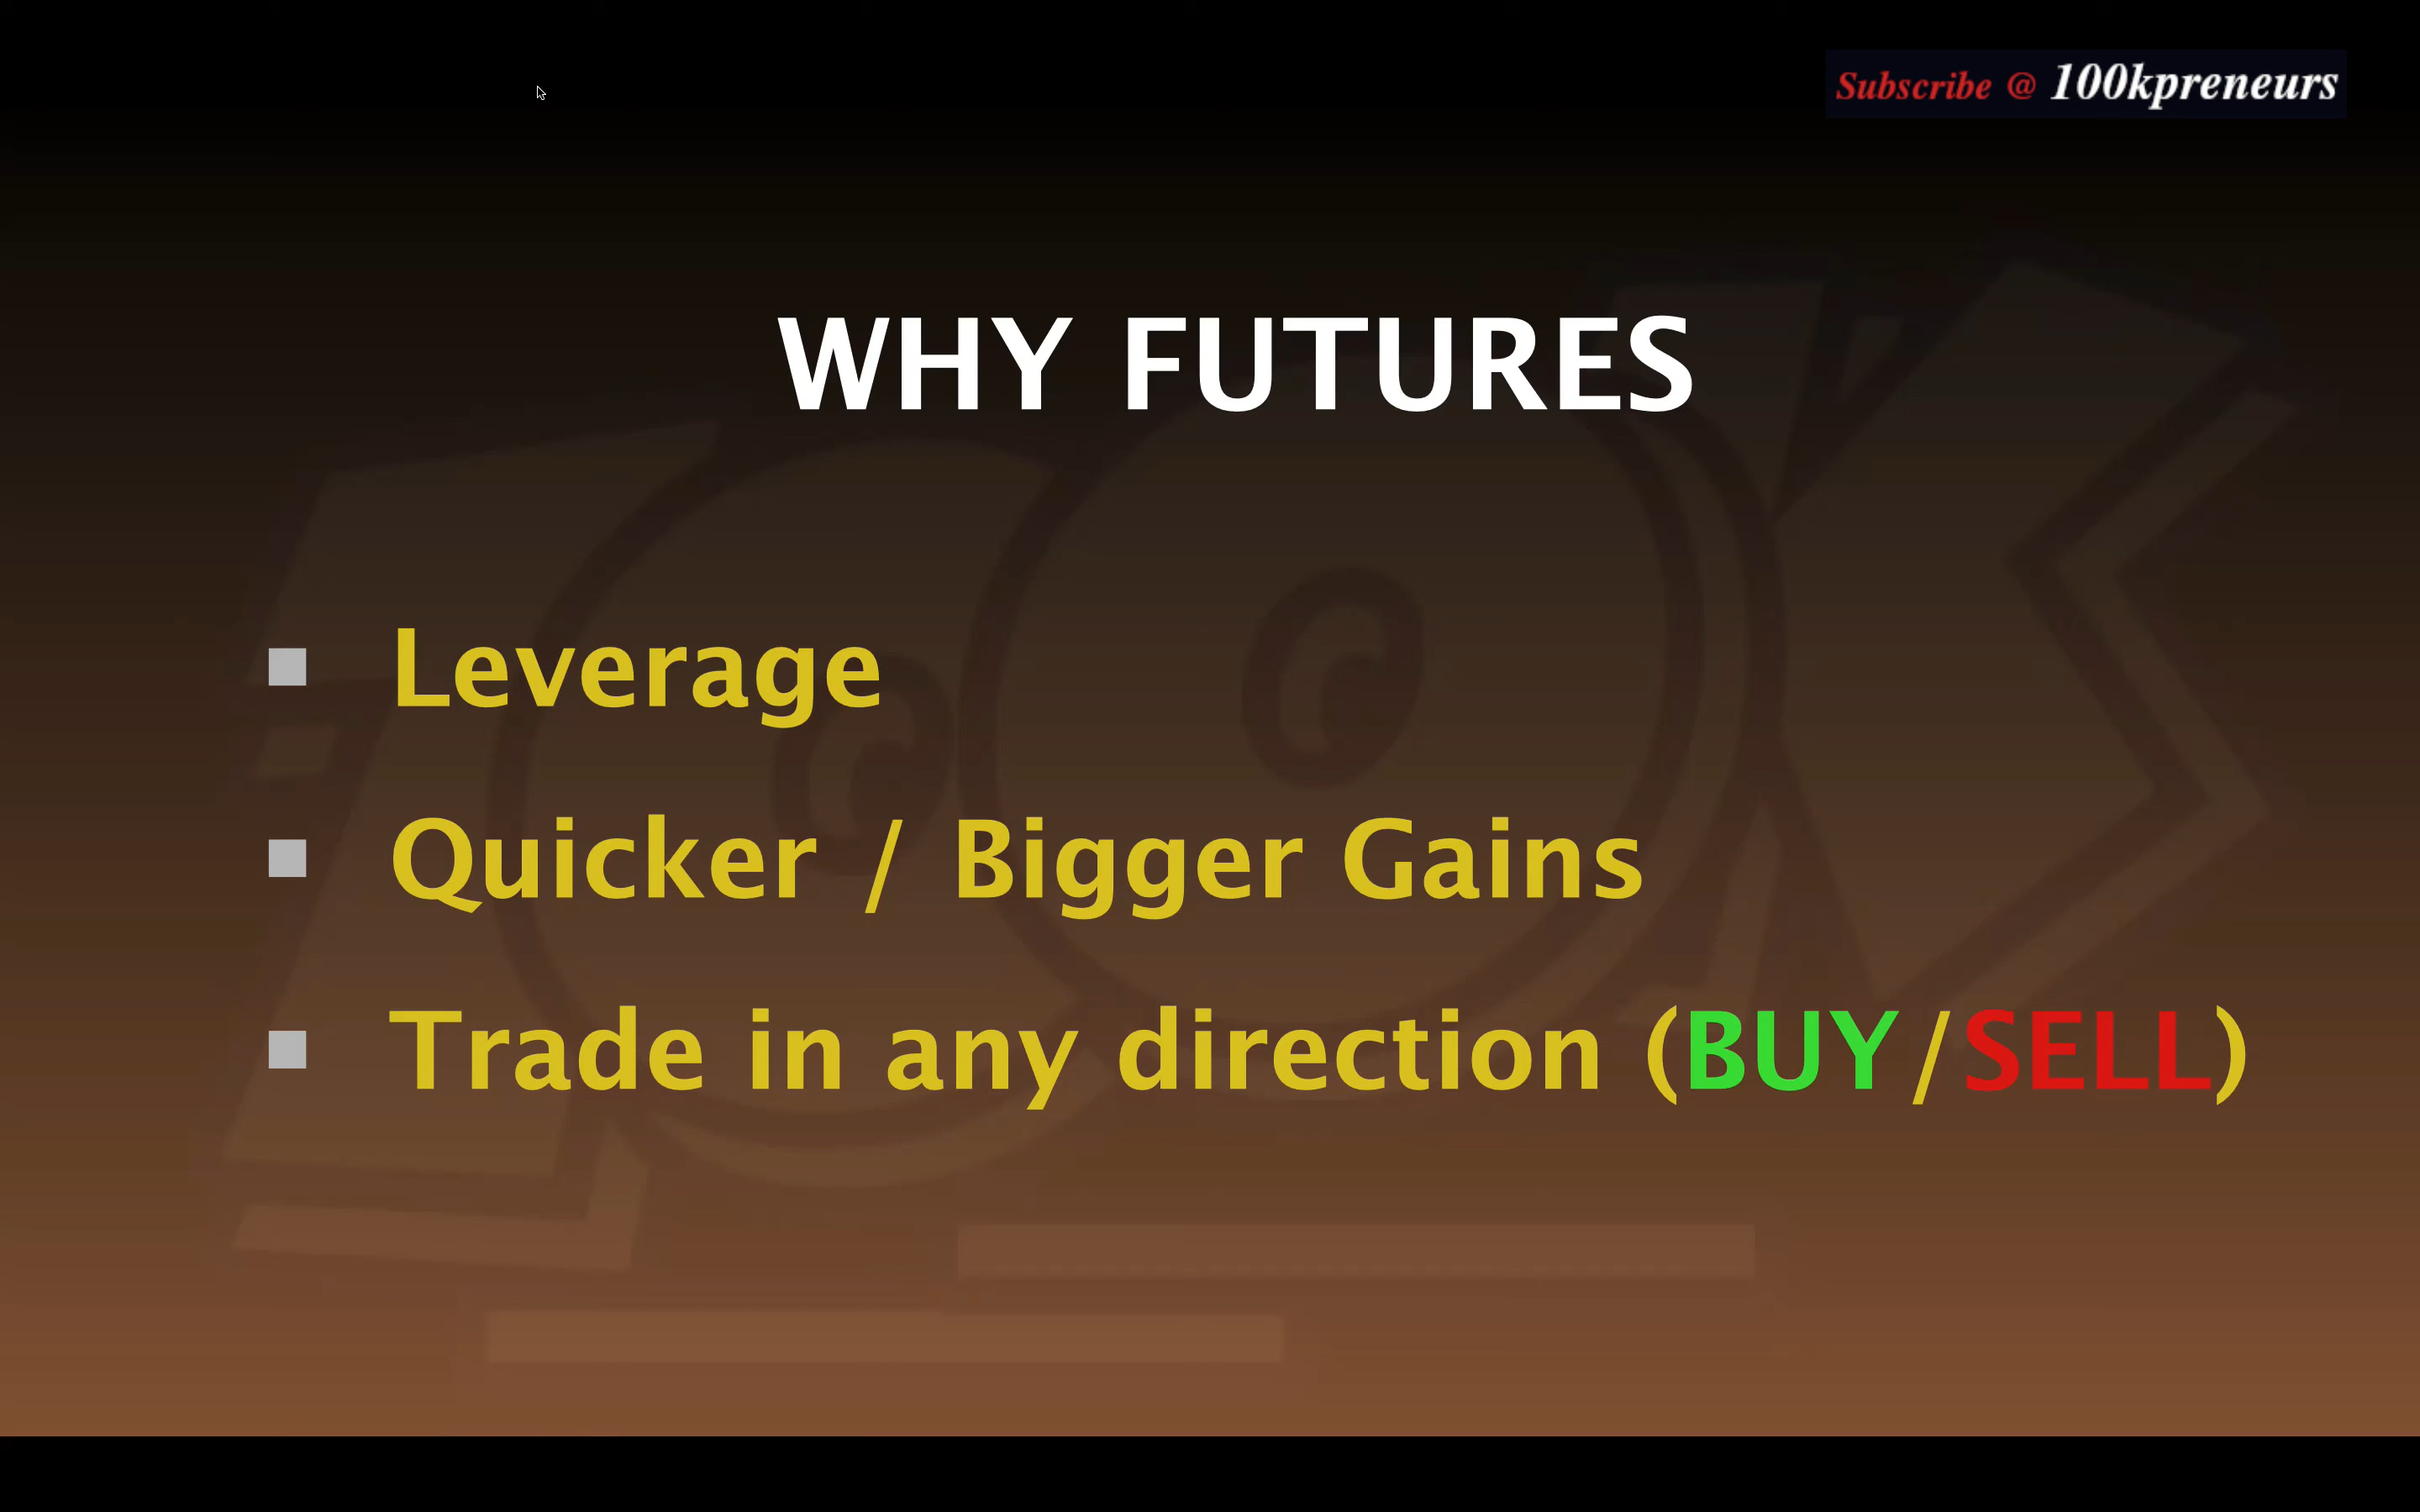 Subscribe @ 100kpreneurs
WHY FUTURES
Leverage
Quicker / Bigger Gains
Trade in any direction (BUY/SELL)